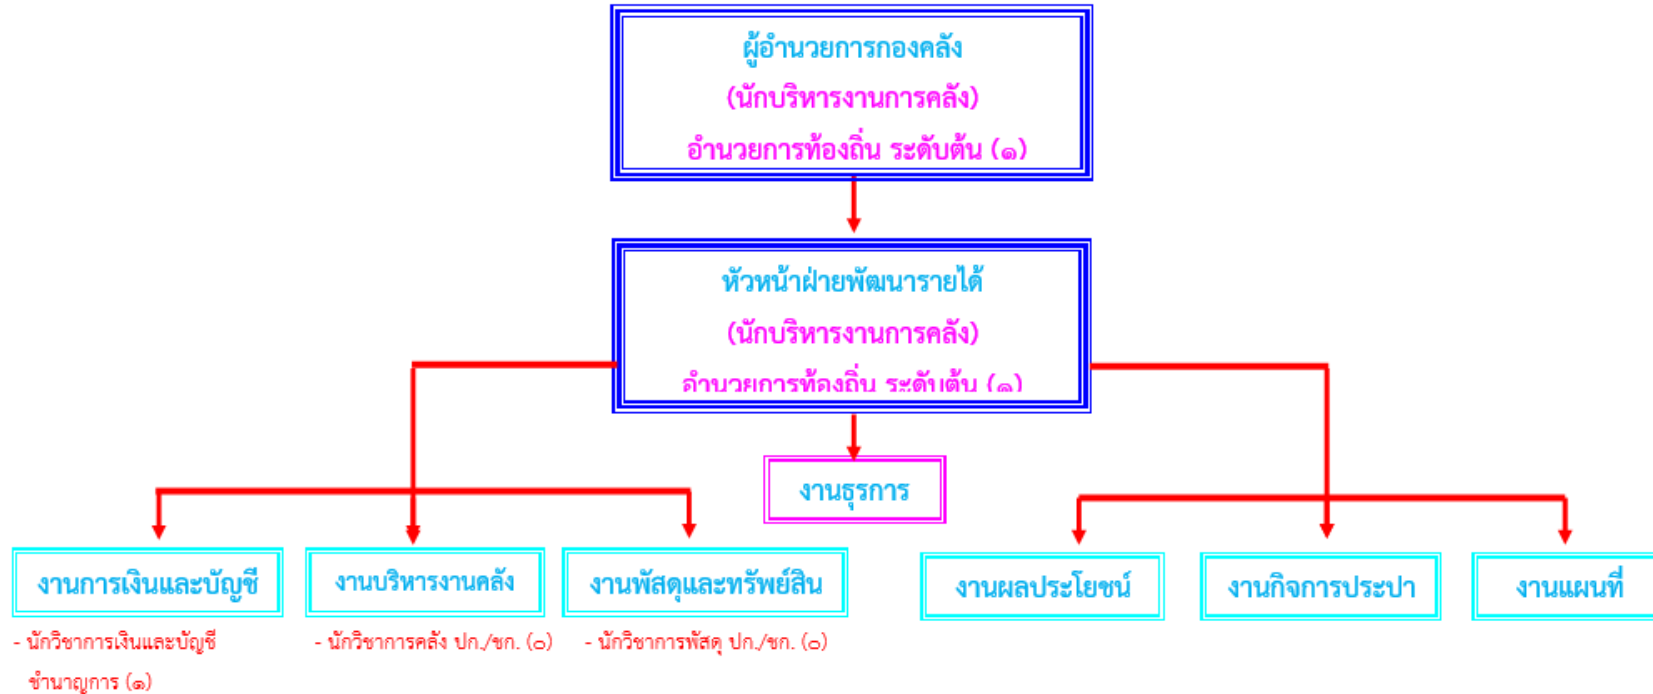 ผู้อำนวยการกองคลัง
(นักบริหารงานการคลัง)
อำนวยการท้องถิ่น ระดับต้น (๑)
หัวหน้าฝ่ายพัฒนารายได้
(นักบริหารงานการคลัง)
อำนวยการท้องถิ่น ระดับต้น (๑)
งานธุรการ
งานการเงินและบัญชี
งานบริหารงานคลัง
งานพัสดุและทรัพย์สิน
งานผลประโยชน์
งานกิจการประปา
งานแผนที่
- นักวิชาการเงินและบัญชี
ชำนาญการ (๑)
- นักวิชาการคลัง ปก./ชก. (๐)
- นักวิชาการพัสดุ ปก./ชก. (๐)